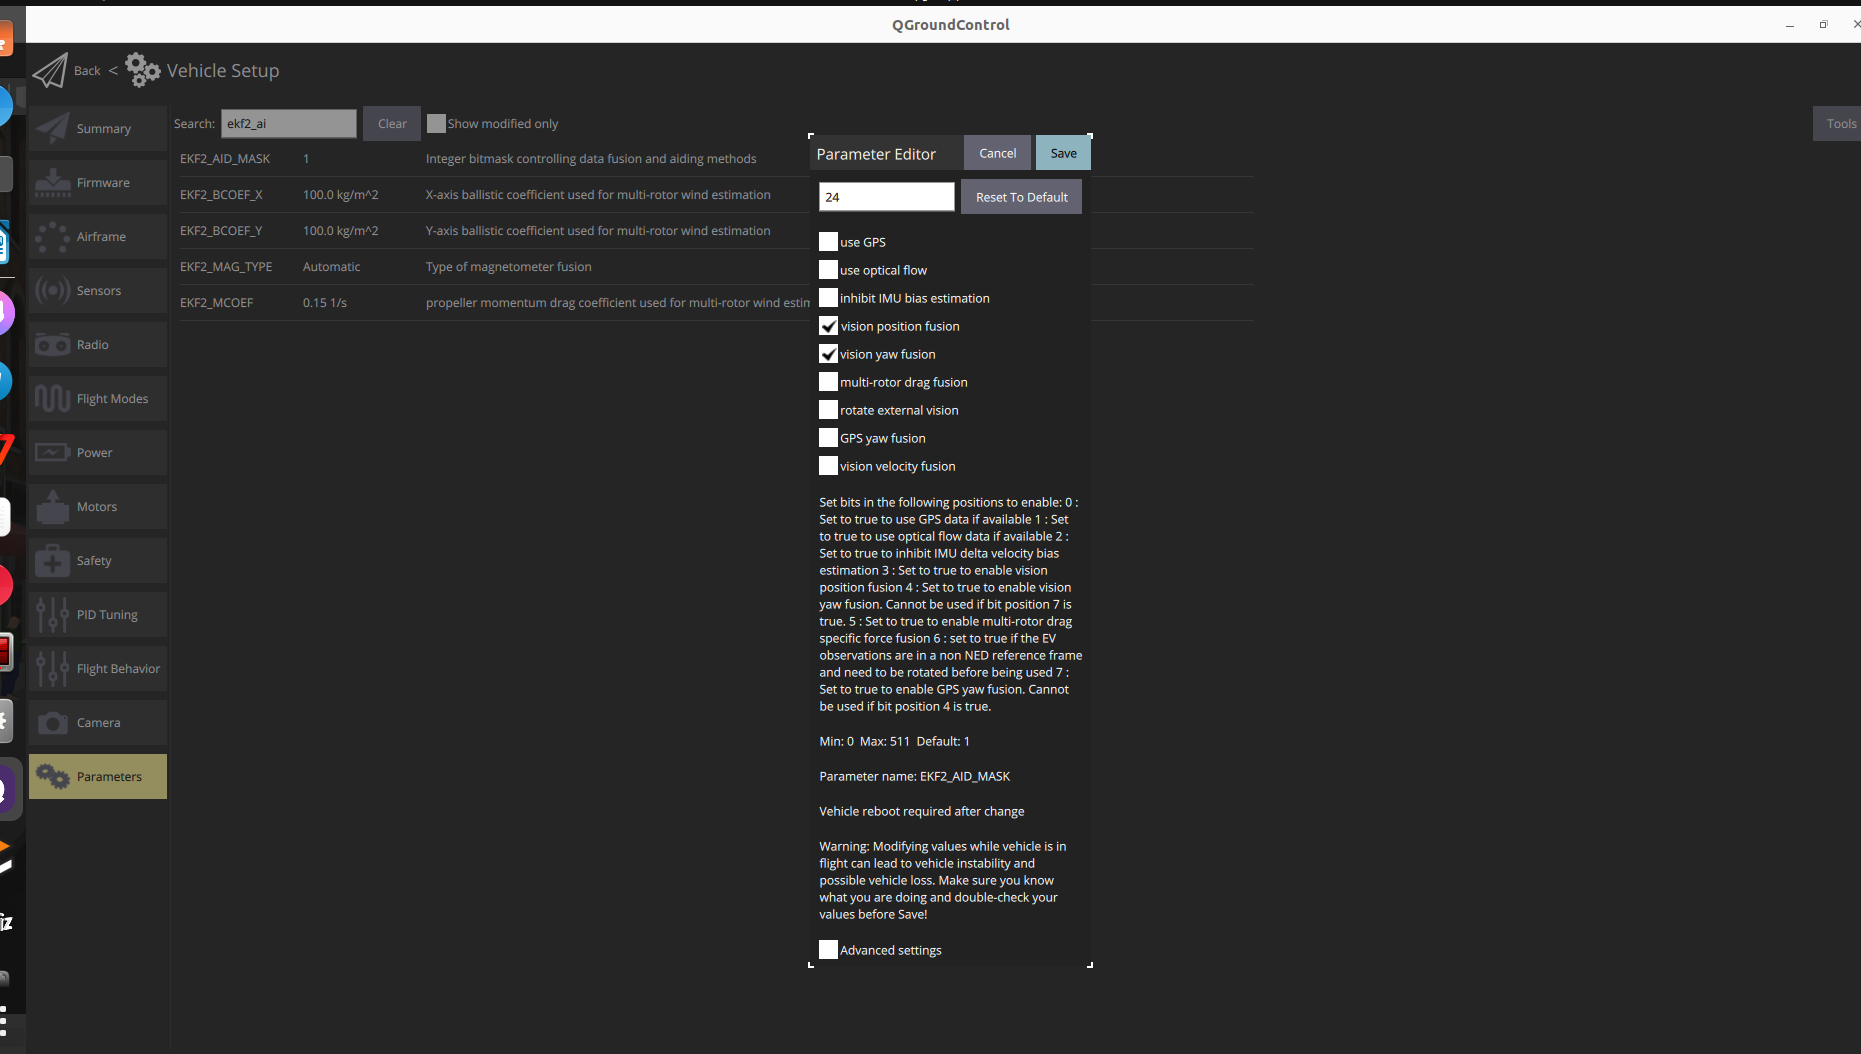 QGroundControl
Back < Vehicle Setup
Summary
Firmware
Airframe
Sensors
Radio
Flight Modes
Power
Motors
Safety
PID Tuning
Flight Behavior
Camera
Parameters
Search: ekf2_ai Clear Show modified only
Tools
EKF2_AID_MASK 1 Integer bitmask controlling data fusion and aiding methods
EKF2_BCOEF_X 100.0 kg/m^2 X-axis ballistic coefficient used for multi-rotor wind estimation
EKF2_BCOEF_Y 100.0 kg/m^2 Y-axis ballistic coefficient used for multi-rotor wind estimation
EKF2_MAG_TYPE Automatic Type of magnetometer fusion
EKF2_MCOEF 0.15 1/s propeller momentum drag coefficient used for multi-rotor wind estim
Parameter Editor Cancel Save
24 Reset To Default
use GPS
use optical flow
inhibit IMU bias estimation
vision position fusion
vision yaw fusion
multi-rotor drag fusion
rotate external vision
GPS yaw fusion
vision velocity fusion
Set bits in the following positions to enable: 0 :
Set to true to use GPS data if available 1 : Set
to true to use optical flow data if available 2 :
Set to true to inhibit IMU delta velocity bias
estimation 3 : Set to true to enable vision
position fusion 4 : Set to true to enable vision
yaw fusion. Cannot be used if bit position 7 is
true. 5 : Set to true to enable multi-rotor drag
specific force fusion 6 : set to true if the EV
observations are in a non NED reference frame
and need to be rotated before being used 7 :
Set to true to enable GPS yaw fusion. Cannot
be used if bit position 4 is true.
Min: 0 Max: 511 Default: 1
Parameter name: EKF2_AID_MASK
Vehicle reboot required after change
Warning: Modifying values while vehicle is in
flight can lead to vehicle instability and
possible vehicle loss. Make sure you know
what you are doing and double-check your
values before Save!
Advanced settings